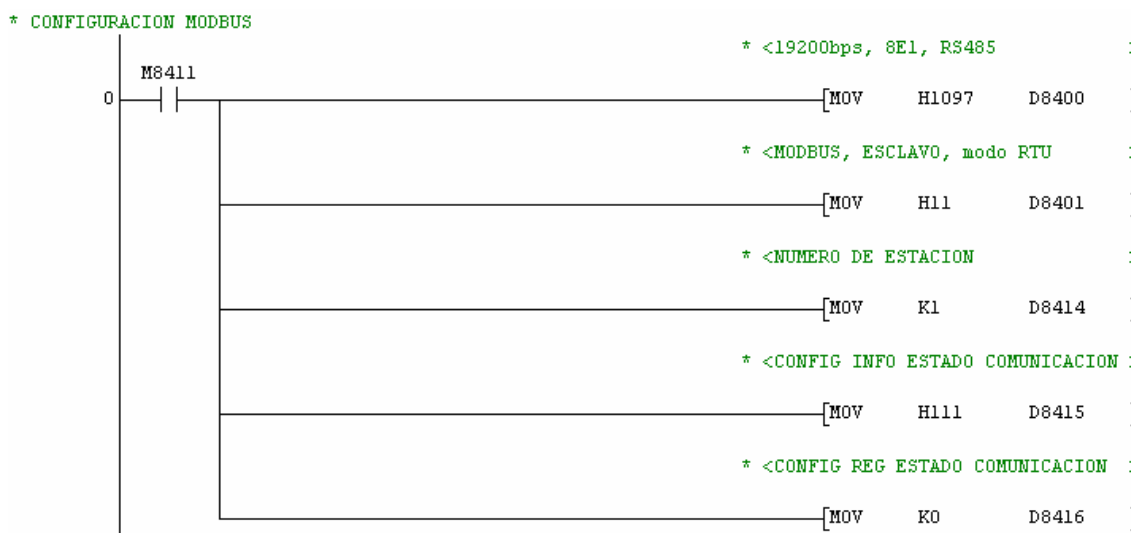 * CONFIGURACION MODBUS
* <19200bps, 8E1, RS485
M8411
0
[MOV H1097 D8400 ]
* <MODBUS, ESCLAVO, modo RTU
[MOV H11 D8401 ]
* <NUMERO DE ESTACION
[MOV K1 D8414 ]
* <CONFIG INFO ESTADO COMUNICACION
[MOV H111 D8415 ]
* <CONFIG REG ESTADO COMUNICACION
[MOV K0 D8416 ]